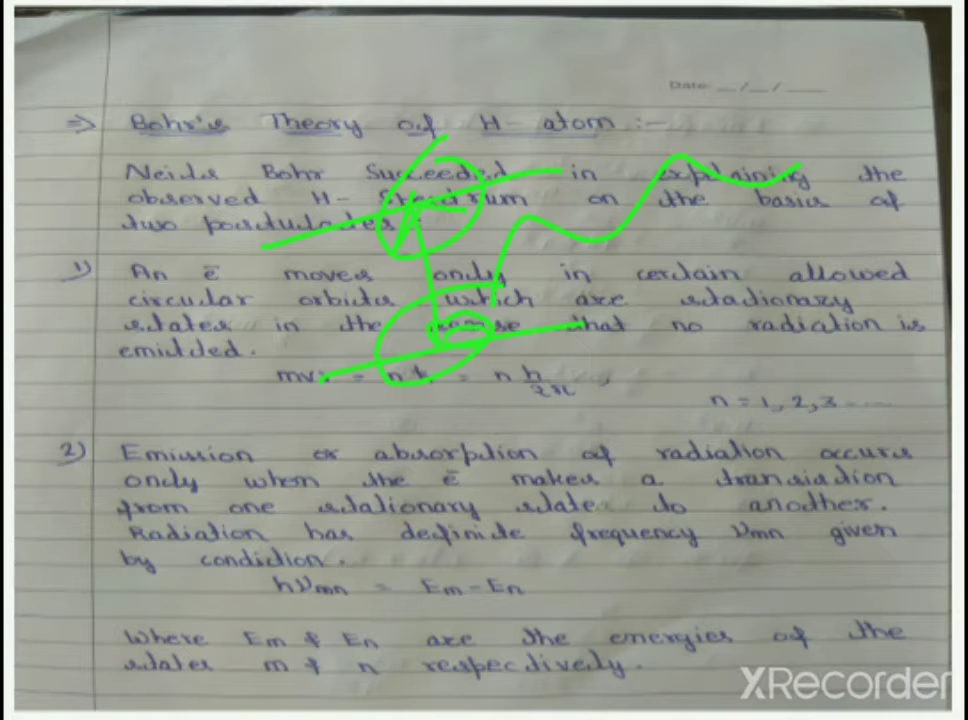 Date: __/__/____
⇒ Bohr's Theory of H-atom :-
Neils Bohr Succeeded in explaining the
observed H- Spectrum on the basis of
two postulates :
1) An ē moves only in certain allowed
circular orbits which are stationary
states in the sense that no radiation is
emitted.
mvr = nħ = n h/2π ,
n = 1, 2, 3 ......
2) Emission or absorption of radiation occurs
only when the ē makes a transistion
from one stationary state to another.
Radiation has definite frequency νmn given
by condiction.
hνmn = Em - En
Where Em & En are the energies of the
states m & n respectively.
XRecorder